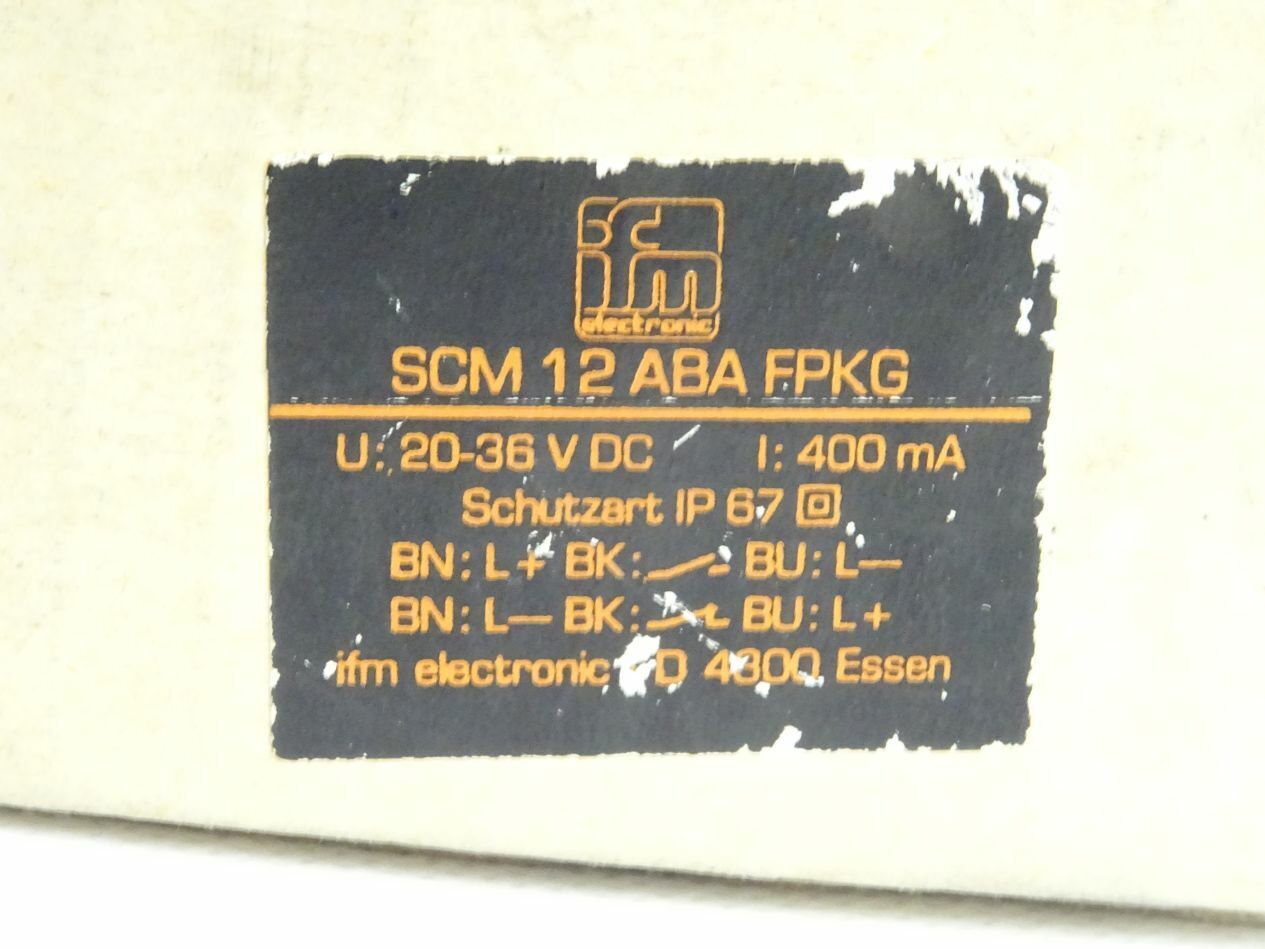 ifm
electronic
SCM 12 ABA FPKG
U: 20-36 V DC I: 400 mA
Schutzart IP 67
BN: L + BK: BU: L—
BN: L— BK: BU: L +
ifm electronic - D 4300 Essen